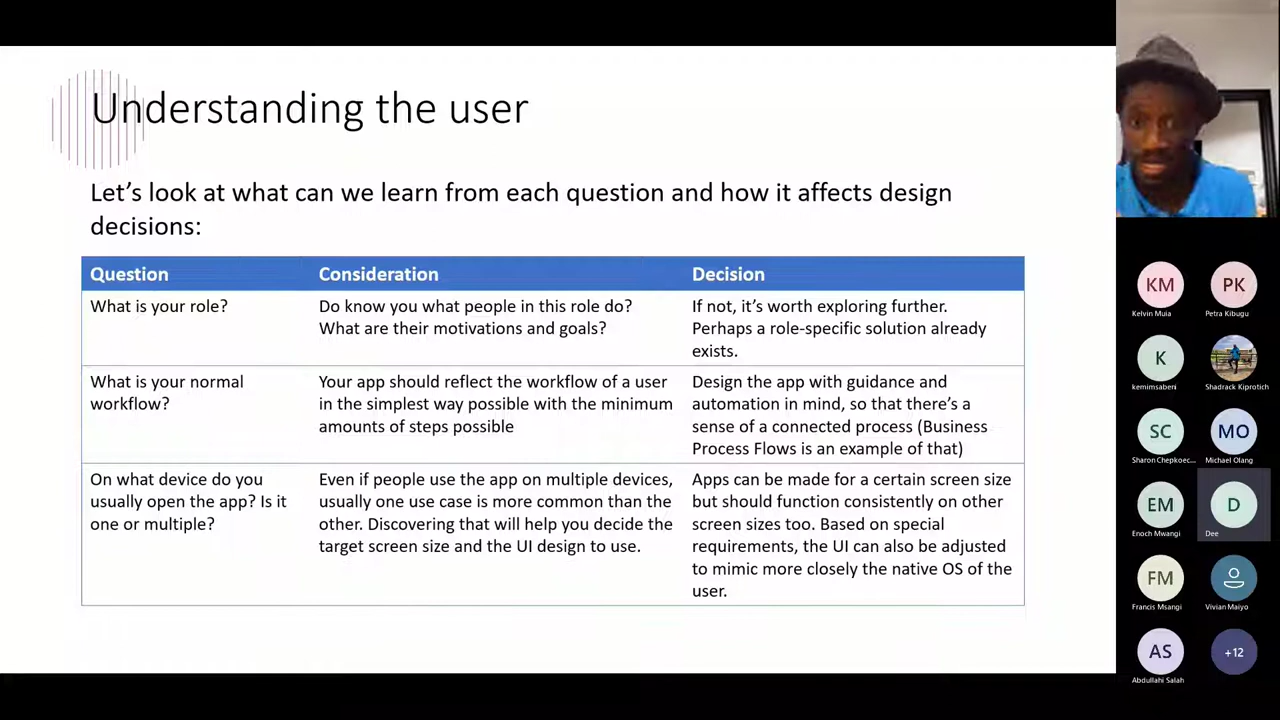 Understanding the user
Let's look at what can we learn from each question and how it affects design
decisions:
Question
Consideration
Decision
What is your role?
Do know you what people in this role do?
What are their motivations and goals?
If not, it's worth exploring further.
Perhaps a role-specific solution already
exists.
What is your normal
workflow?
Your app should reflect the workflow of a user
in the simplest way possible with the minimum
amounts of steps possible
Design the app with guidance and
automation in mind, so that there's a
sense of a connected process (Business
Process Flows is an example of that)
On what device do you
usually open the app? Is it
one or multiple?
Even if people use the app on multiple devices,
usually one use case is more common than the
other. Discovering that will help you decide the
target screen size and the UI design to use.
Apps can be made for a certain screen size
but should function consistently on other
screen sizes too. Based on special
requirements, the UI can also be adjusted
to mimic more closely the native OS of the
user.
KM
Kelvin Muia
PK
Petra Kibugu
K
kemimsabeni
Shadrack Kiprotich
SC
Sharon Chepkoec...
MO
Michael Olang
EM
Enoch Mwangi
D
Dee
FM
Francis Msangi
Vivian Maiyo
AS
Abdullahi Salah
+12